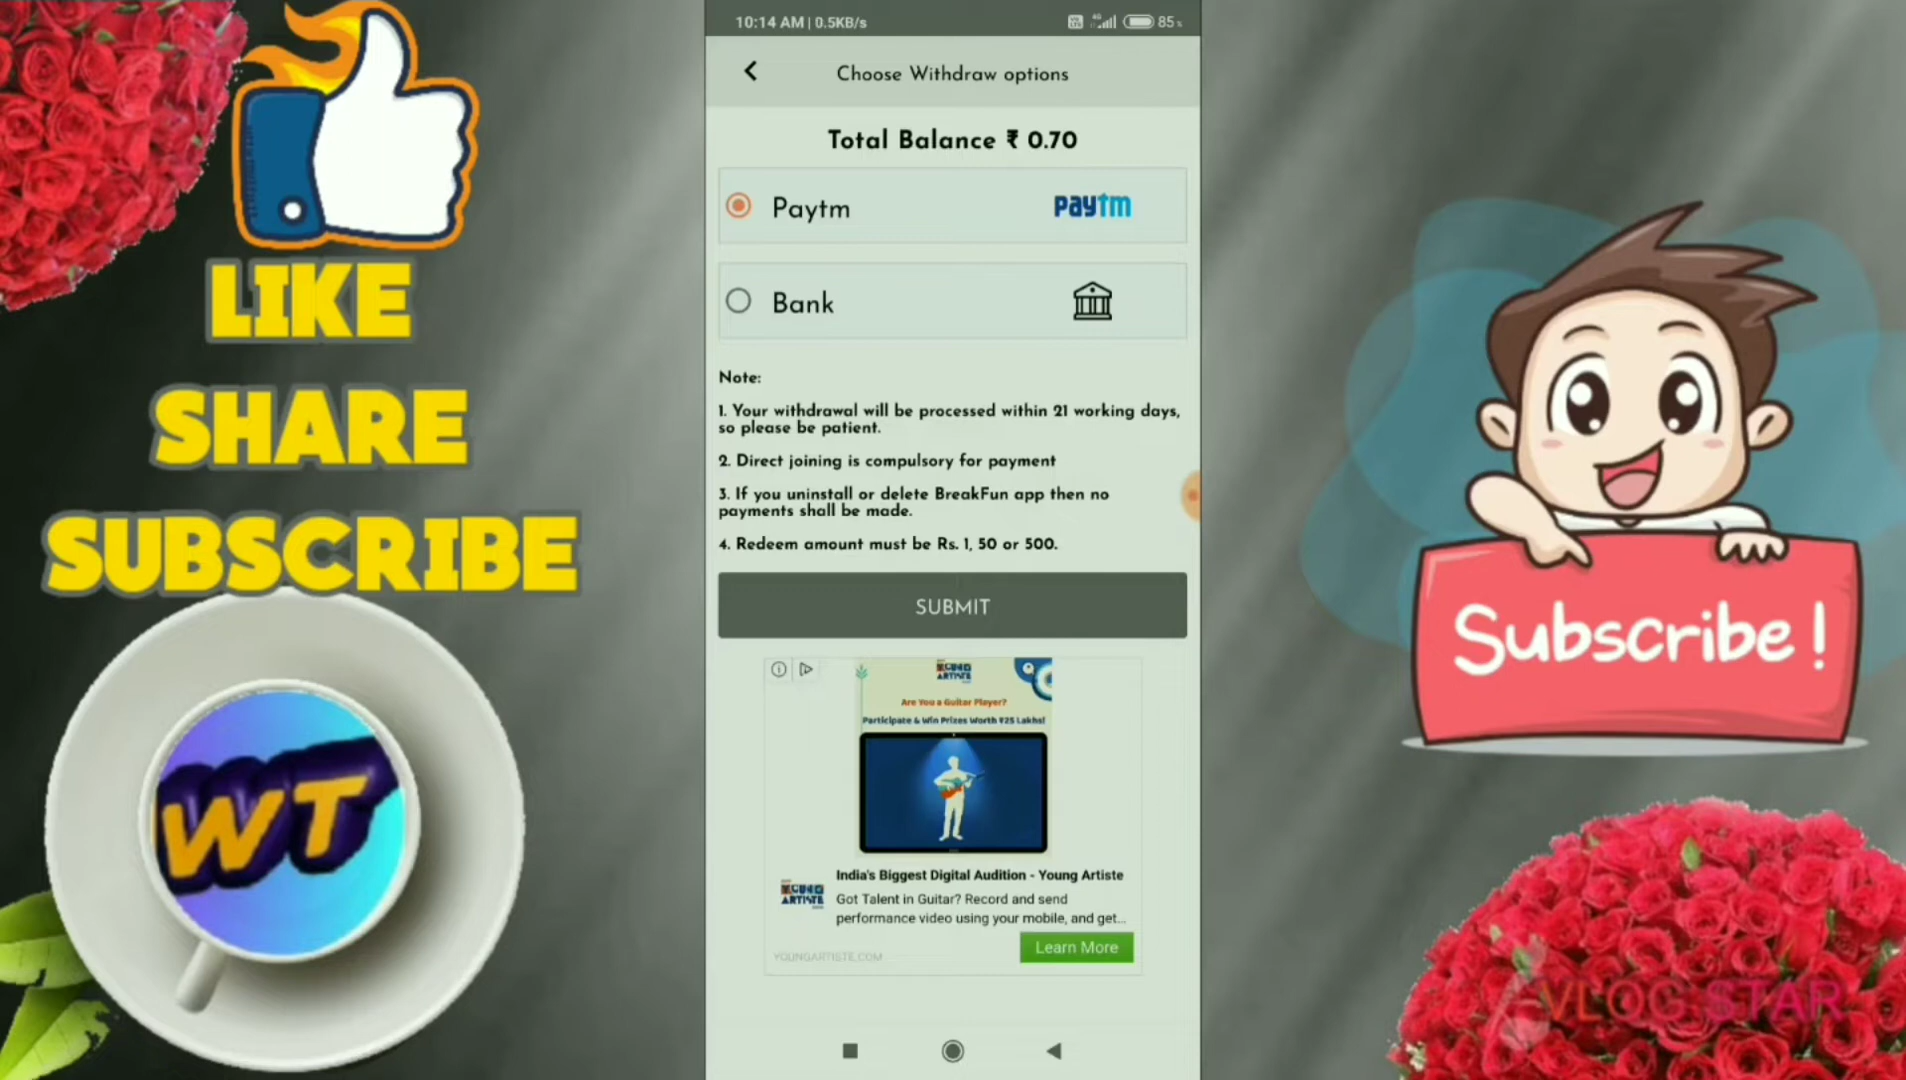 LIKE
SHARE
SUBSCRIBE
WT
10:14 AM | 0.5KB/s
4G
85%
Choose Withdraw options
Total Balance ₹ 0.70
Paytm
paytm
Bank
Note:
1. Your withdrawal will be processed within 21 working days,
so please be patient.
2. Direct joining is compulsory for payment
3. If you uninstall or delete BreakFun app then no
payments shall be made.
4. Redeem amount must be Rs. 1, 50 or 500.
SUBMIT
YOUNG
ARTISTE
Are You a Guitar Player?
Participate & Win Prizes Worth ₹25 Lakhs!
India's Biggest Digital Audition - Young Artiste
YOUNG
ARTISTE
Got Talent in Guitar? Record and send
performance video using your mobile, and get...
YOUNGARTISTE.COM
Learn More
Subscribe!
VLOG STAR